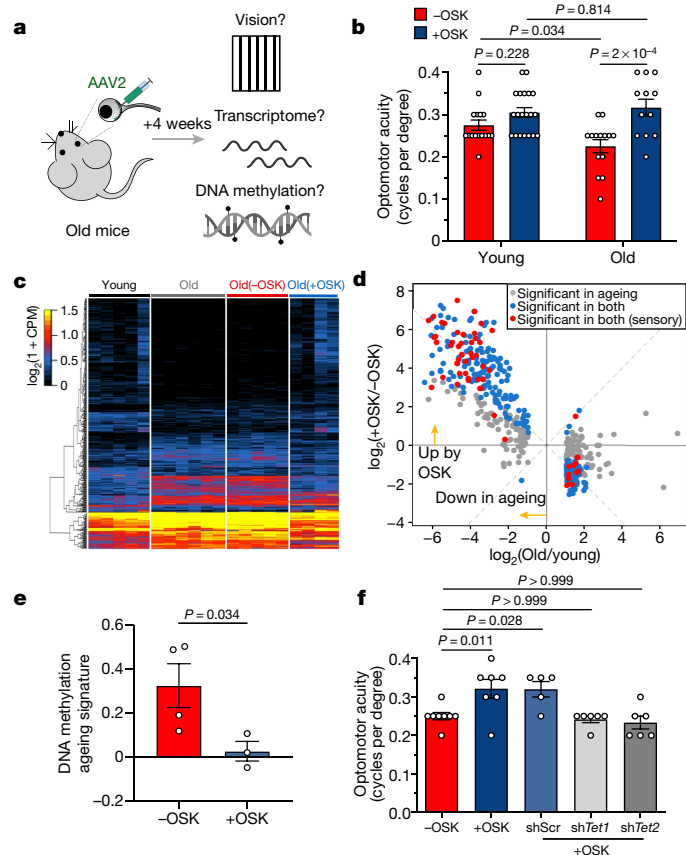 a
Vision?
AAV2
+4 weeks
Transcriptome?
DNA methylation?
Old mice
b
–OSK
+OSK
P = 0.814
P = 0.034
P = 0.228
P = 2 × 10⁻⁴
Optomotor acuity
(cycles per degree)
0.4
0.3
0.2
0.1
0
Young
Old
c
Young
Old
Old(–OSK)
Old(+OSK)
log₂(1 + CPM)
1.5
1.0
0.5
0
d
Significant in ageing
Significant in both
Significant in both (sensory)
log₂(+OSK/–OSK)
8
6
4
2
0
–2
–4
Up by
OSK
Down in ageing
–6
–4
–2
0
2
4
6
log₂(Old/young)
e
P = 0.034
DNA methylation
ageing signature
0.6
0.4
0.2
0
–0.2
–OSK
+OSK
f
P > 0.999
P > 0.999
P = 0.028
P = 0.011
Optomotor acuity
(cycles per degree)
0.4
0.3
0.2
0.1
0
–OSK
+OSK
shScr
shTet1
shTet2
+OSK